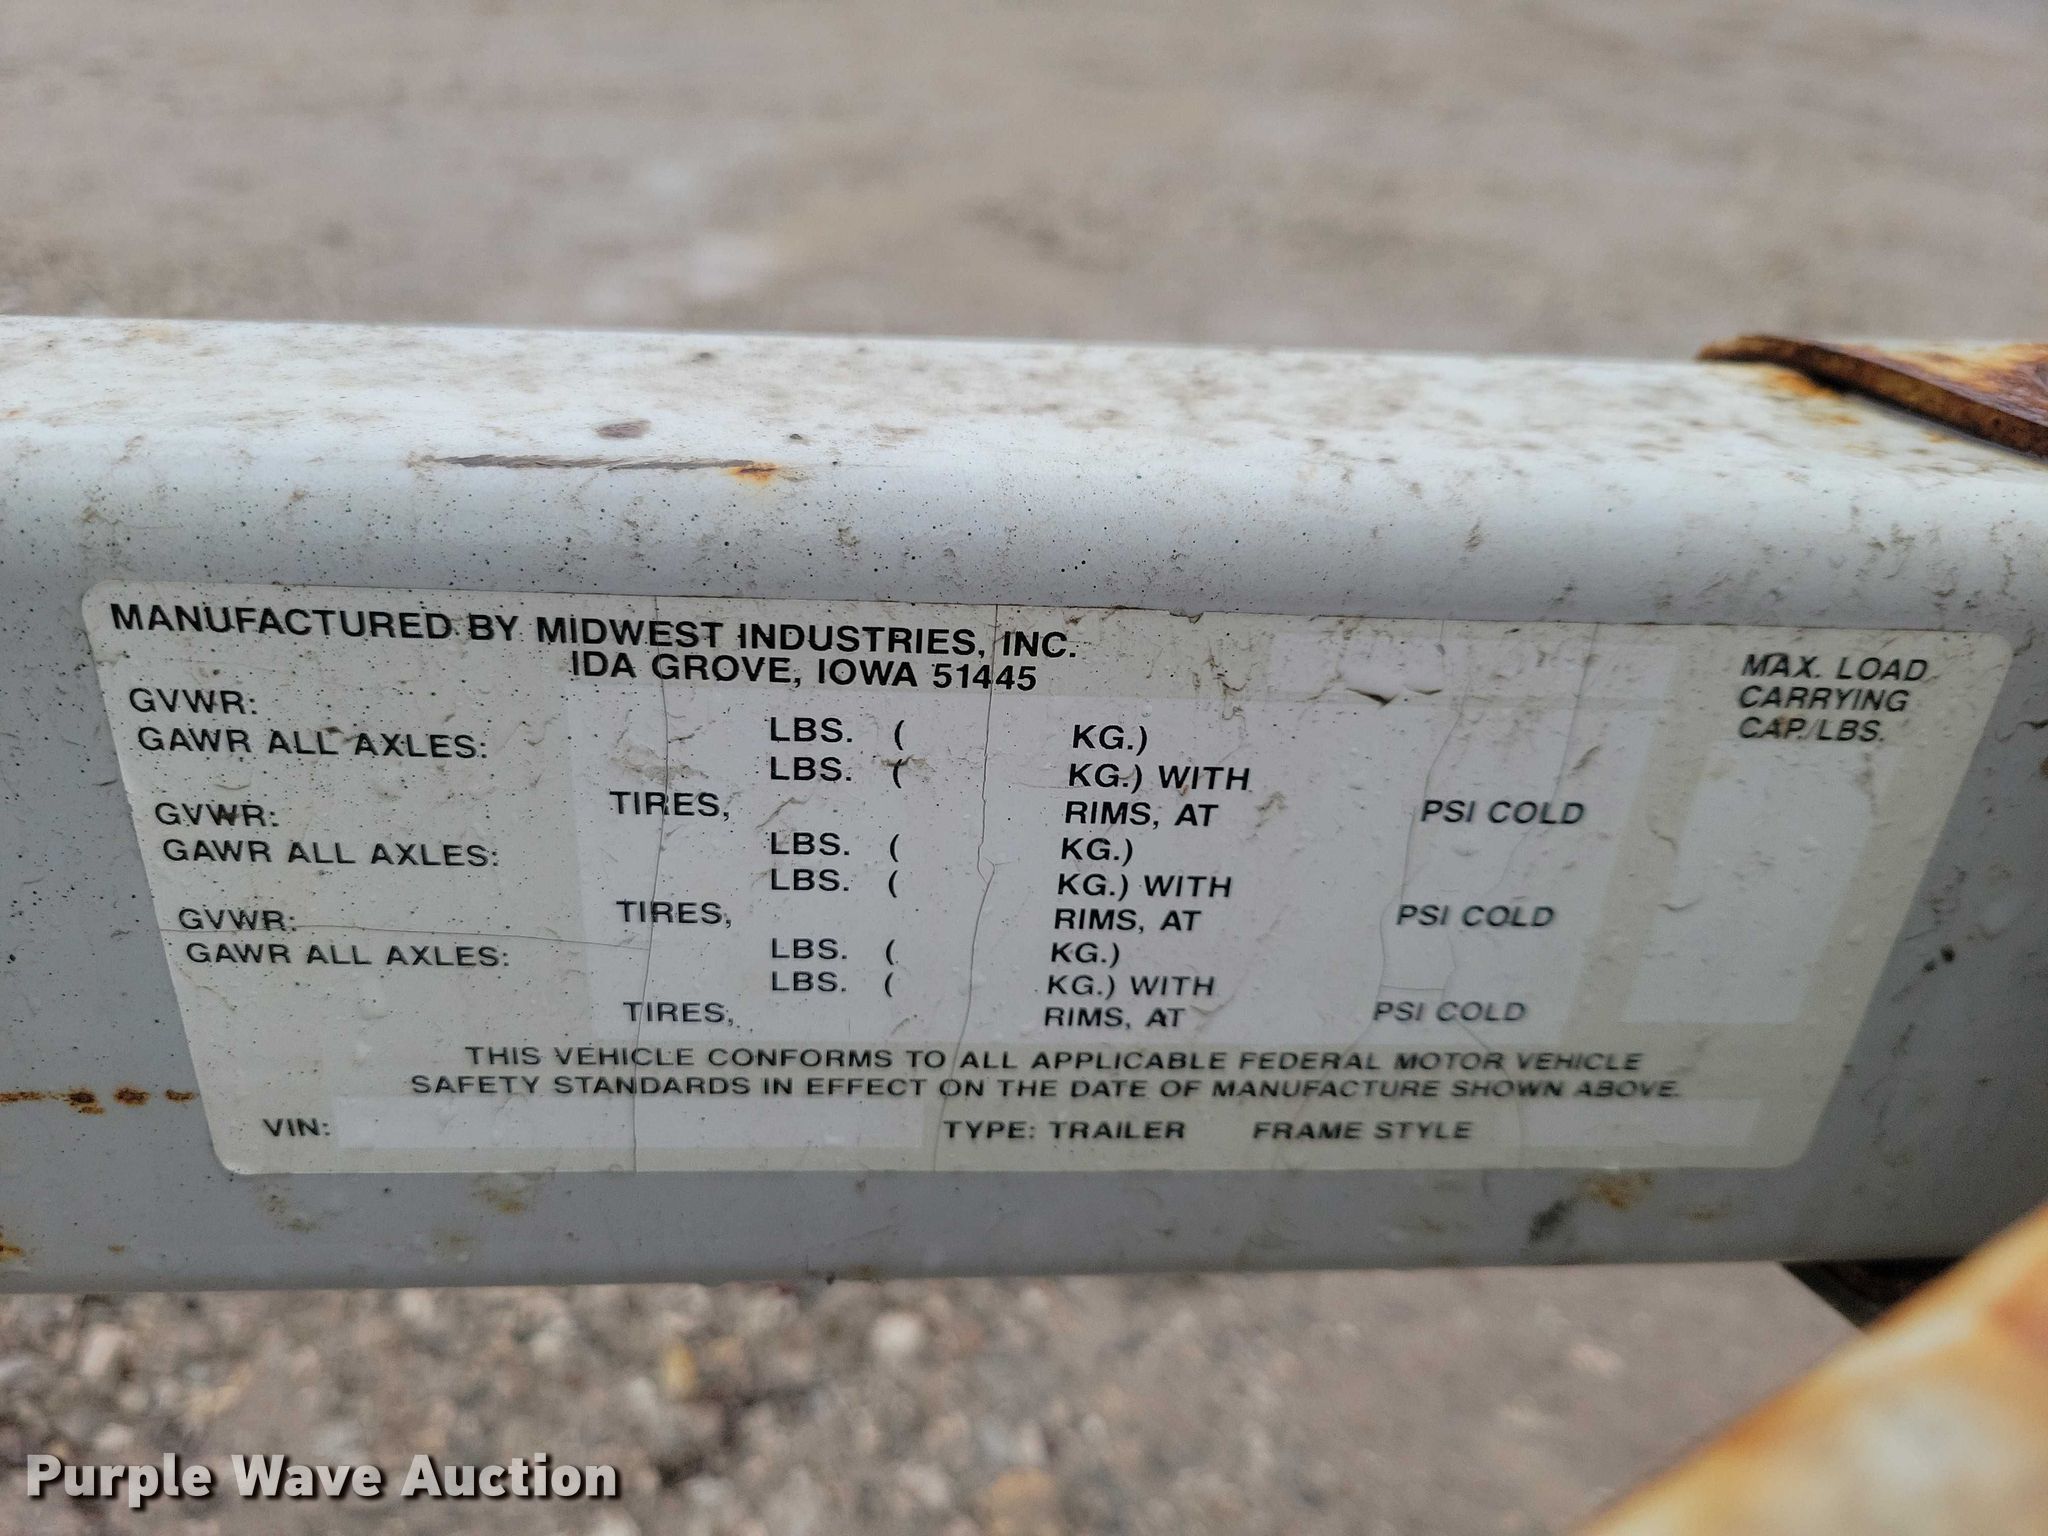 MANUFACTURED BY MIDWEST INDUSTRIES, INC.
IDA GROVE, IOWA 51445
MAX. LOAD
CARRYING
CAP./LBS.
GVWR: LBS. ( KG.)
GAWR ALL AXLES: LBS. ( KG.) WITH
TIRES, RIMS, AT PSI COLD
GVWR: LBS. ( KG.)
GAWR ALL AXLES: LBS. ( KG.) WITH
TIRES, RIMS, AT PSI COLD
GVWR: LBS. ( KG.)
GAWR ALL AXLES: LBS. ( KG.) WITH
TIRES, RIMS, AT PSI COLD
THIS VEHICLE CONFORMS TO ALL APPLICABLE FEDERAL MOTOR VEHICLE
SAFETY STANDARDS IN EFFECT ON THE DATE OF MANUFACTURE SHOWN ABOVE.
VIN: TYPE: TRAILER FRAME STYLE
Purple Wave Auction